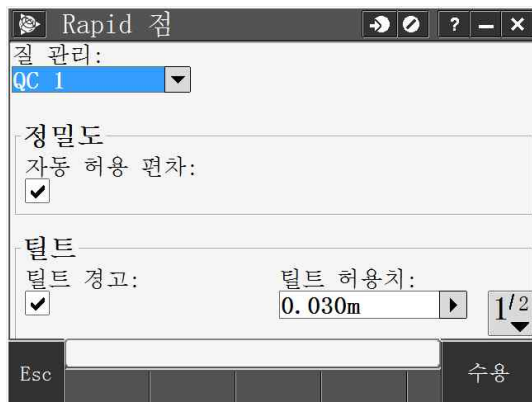 Rapid 점
? – ×
질 관리:
QC 1
정밀도
자동 허용 편차:
틸트
틸트 경고:
틸트 허용치:
0.030m
1/2
Esc
수용